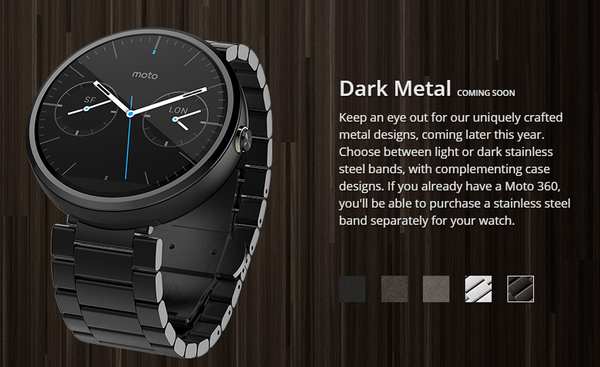 moto
SF
LON
Dark Metal COMING SOON
Keep an eye out for our uniquely crafted
metal designs, coming later this year.
Choose between light or dark stainless
steel bands, with complementing case
designs. If you already have a Moto 360,
you'll be able to purchase a stainless steel
band separately for your watch.